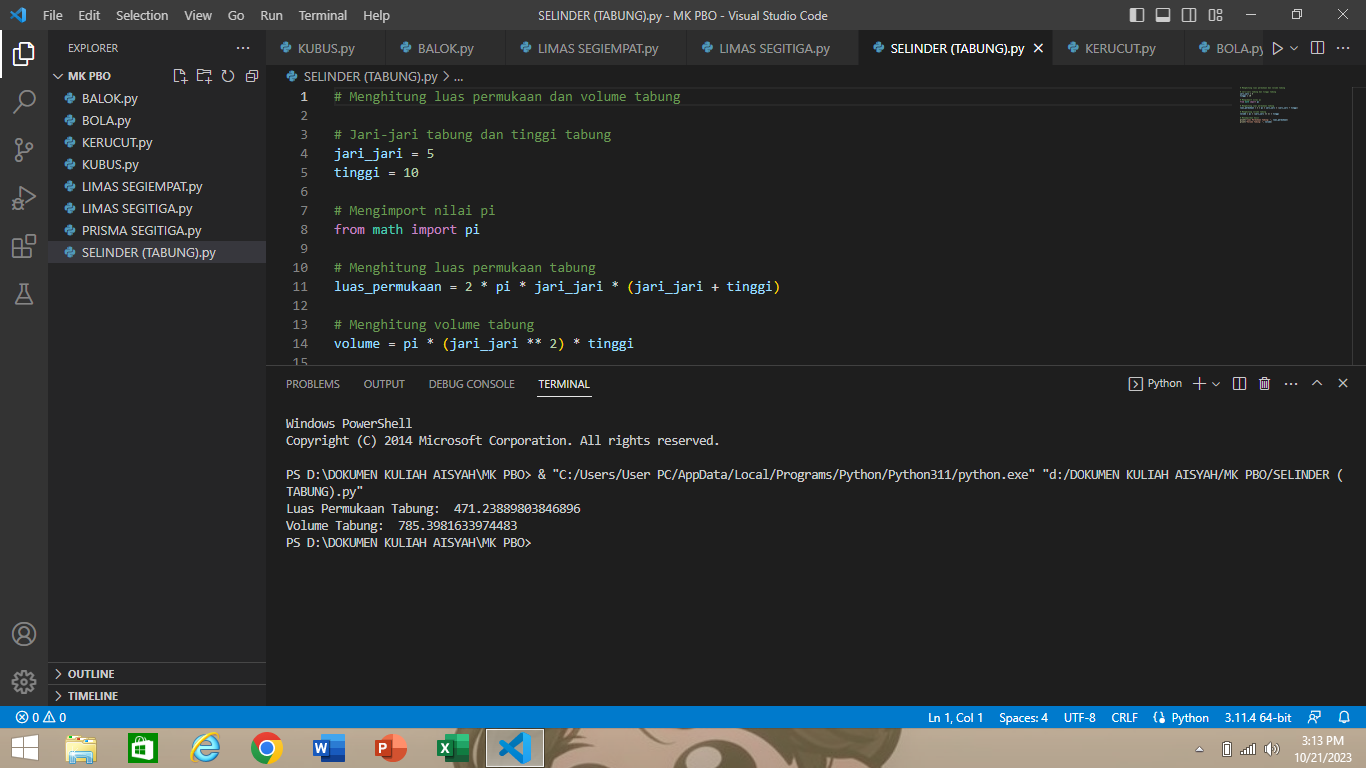 File Edit Selection View Go Run Terminal Help SELINDER (TABUNG).py - MK PBO - Visual Studio Code
EXPLORER
KUBUS.py BALOK.py LIMAS SEGIEMPAT.py LIMAS SEGITIGA.py SELINDER (TABUNG).py KERUCUT.py BOLA.py
MK PBO
BALOK.py
BOLA.py
KERUCUT.py
KUBUS.py
LIMAS SEGIEMPAT.py
LIMAS SEGITIGA.py
PRISMA SEGITIGA.py
SELINDER (TABUNG).py
OUTLINE
TIMELINE
SELINDER (TABUNG).py > ...
1 # Menghitung luas permukaan dan volume tabung
2
3 # Jari-jari tabung dan tinggi tabung
4 jari_jari = 5
5 tinggi = 10
6
7 # Mengimport nilai pi
8 from math import pi
9
10 # Menghitung luas permukaan tabung
11 luas_permukaan = 2 * pi * jari_jari * (jari_jari + tinggi)
12
13 # Menghitung volume tabung
14 volume = pi * (jari_jari ** 2) * tinggi
15
PROBLEMS OUTPUT DEBUG CONSOLE TERMINAL Python
Windows PowerShell
Copyright (C) 2014 Microsoft Corporation. All rights reserved.
PS D:\DOKUMEN KULIAH AISYAH\MK PBO> & "C:/Users/User PC/AppData/Local/Programs/Python/Python311/python.exe" "d:/DOKUMEN KULIAH AISYAH/MK PBO/SELINDER (
TABUNG).py"
Luas Permukaan Tabung:  471.23889803846896
Volume Tabung:  785.3981633974483
PS D:\DOKUMEN KULIAH AISYAH\MK PBO>
0 0 Ln 1, Col 1 Spaces: 4 UTF-8 CRLF Python 3.11.4 64-bit
3:13 PM
10/21/2023